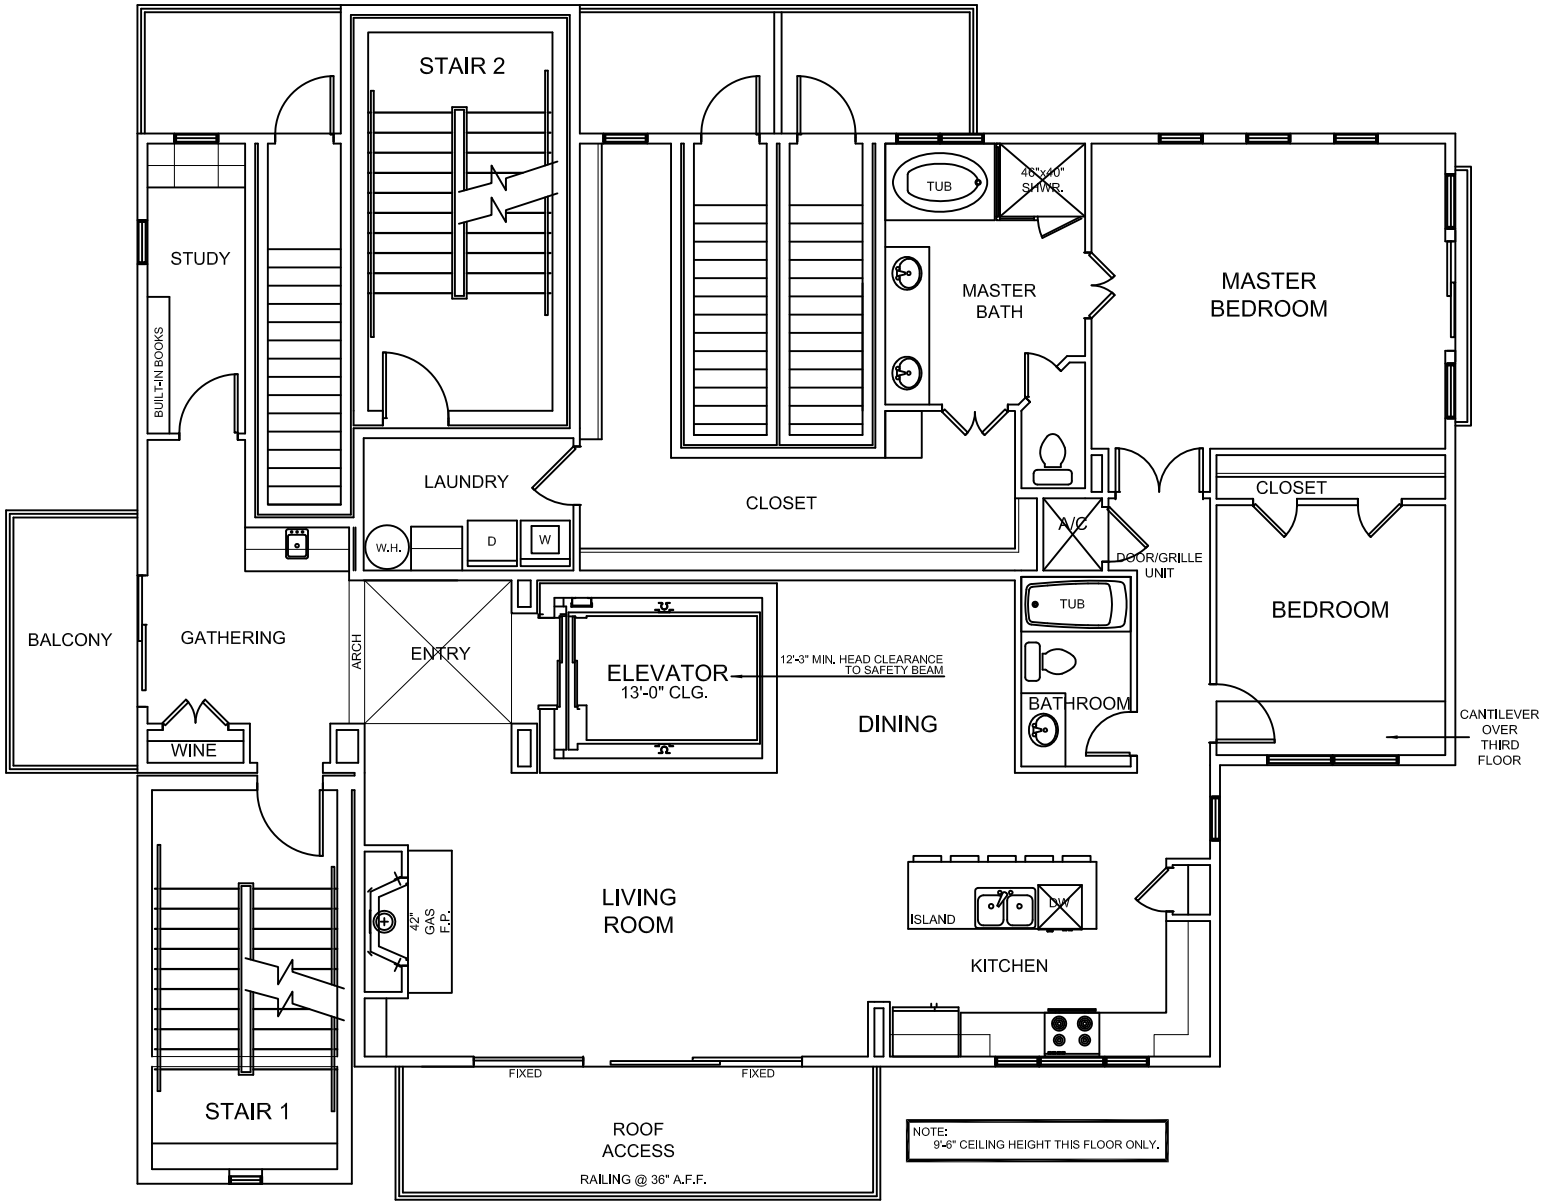 STAIR 2
46"x40"
SHWR.
TUB
STUDY
MASTER
BATH
MASTER
BEDROOM
BUILT-IN BOOKS
LAUNDRY
CLOSET
CLOSET
A/C
W.H.
D
W
DOOR/GRILLE
UNIT
TUB
BEDROOM
BALCONY
GATHERING
ARCH
ENTRY
ELEVATOR
13'-0" CLG.
12'-3" MIN. HEAD CLEARANCE
TO SAFETY BEAM
BATHROOM
DINING
CANTILEVER
OVER
THIRD
FLOOR
WINE
LIVING
ROOM
42"
GAS
F.P.
ISLAND
DW
KITCHEN
FIXED
FIXED
STAIR 1
ROOF
ACCESS
RAILING @ 36" A.F.F.
NOTE:
9'-6" CEILING HEIGHT THIS FLOOR ONLY.